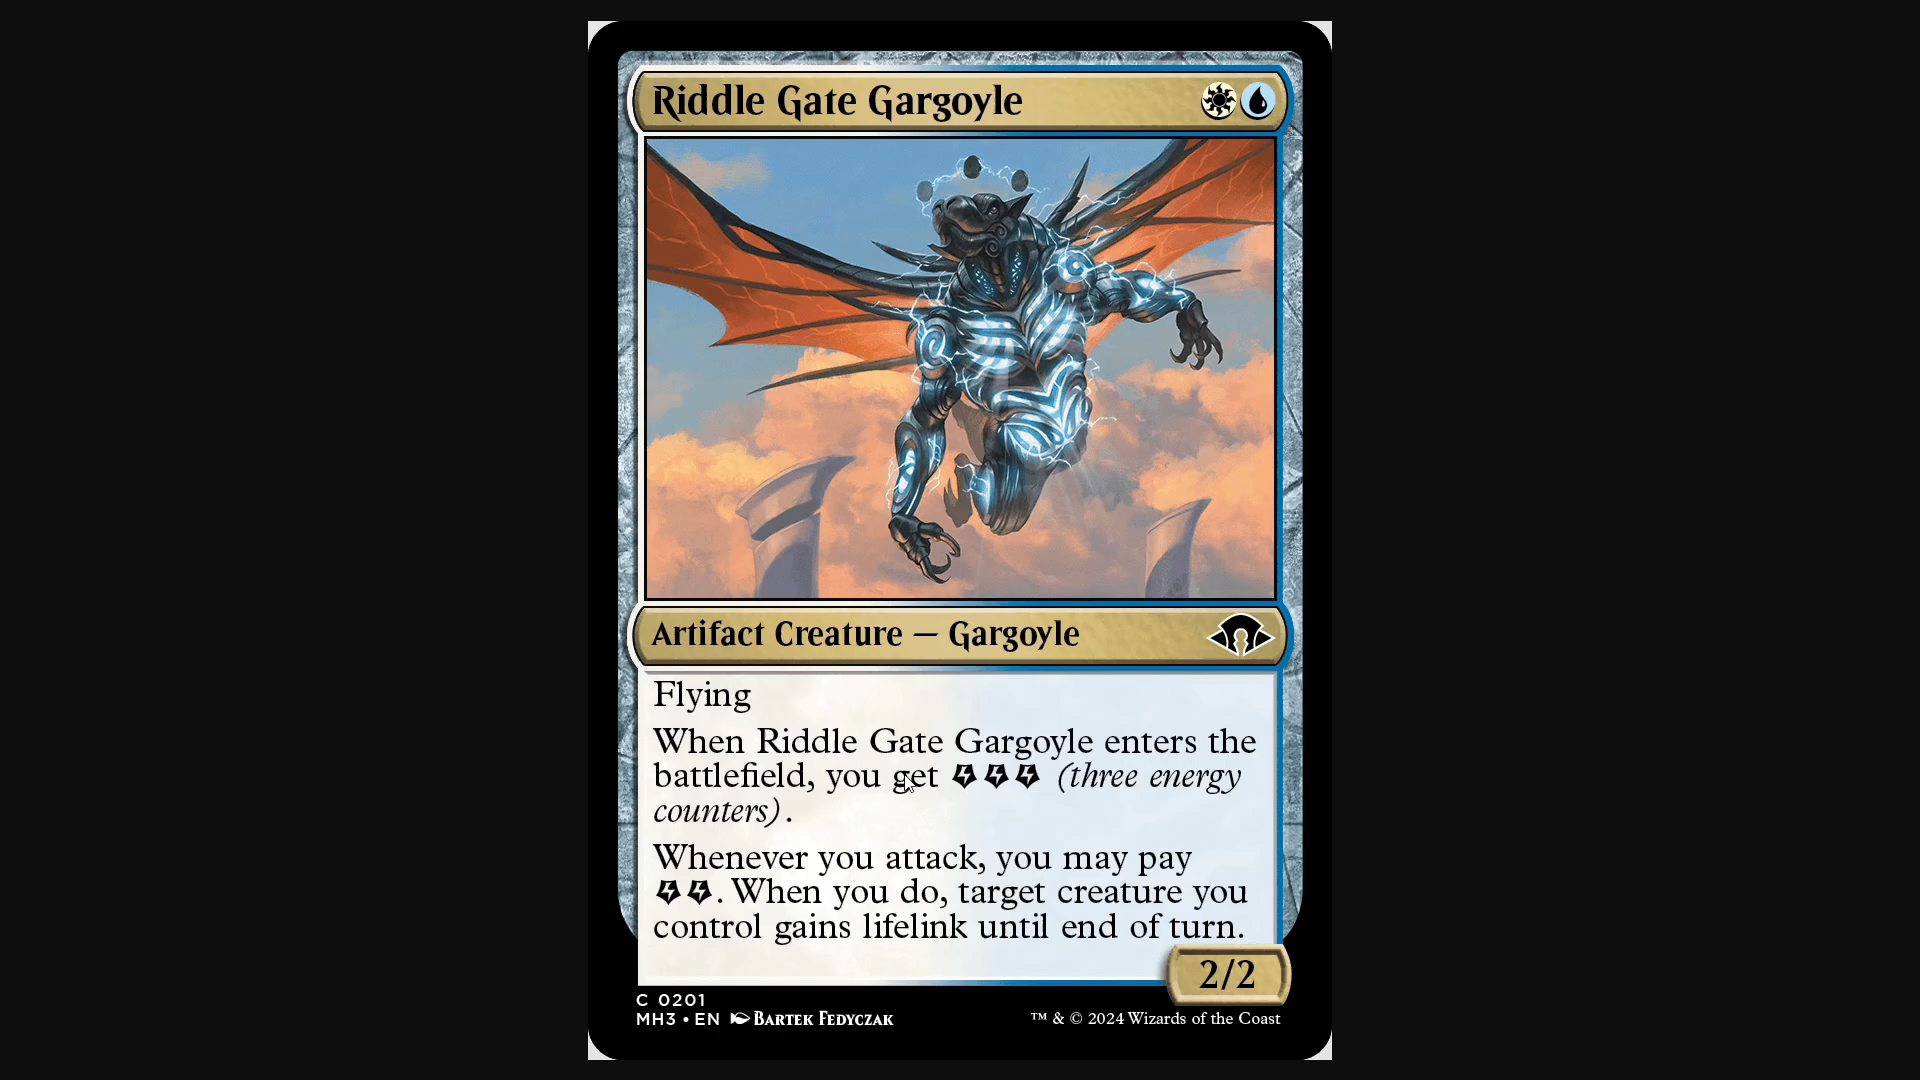 Riddle Gate Gargoyle
Artifact Creature — Gargoyle
Flying
When Riddle Gate Gargoyle enters the
battlefield, you get (three energy
counters).
Whenever you attack, you may pay
. When you do, target creature you
control gains lifelink until end of turn.
2/2
C 0201
MH3 • EN Bartek Fedyczak
™ & © 2024 Wizards of the Coast